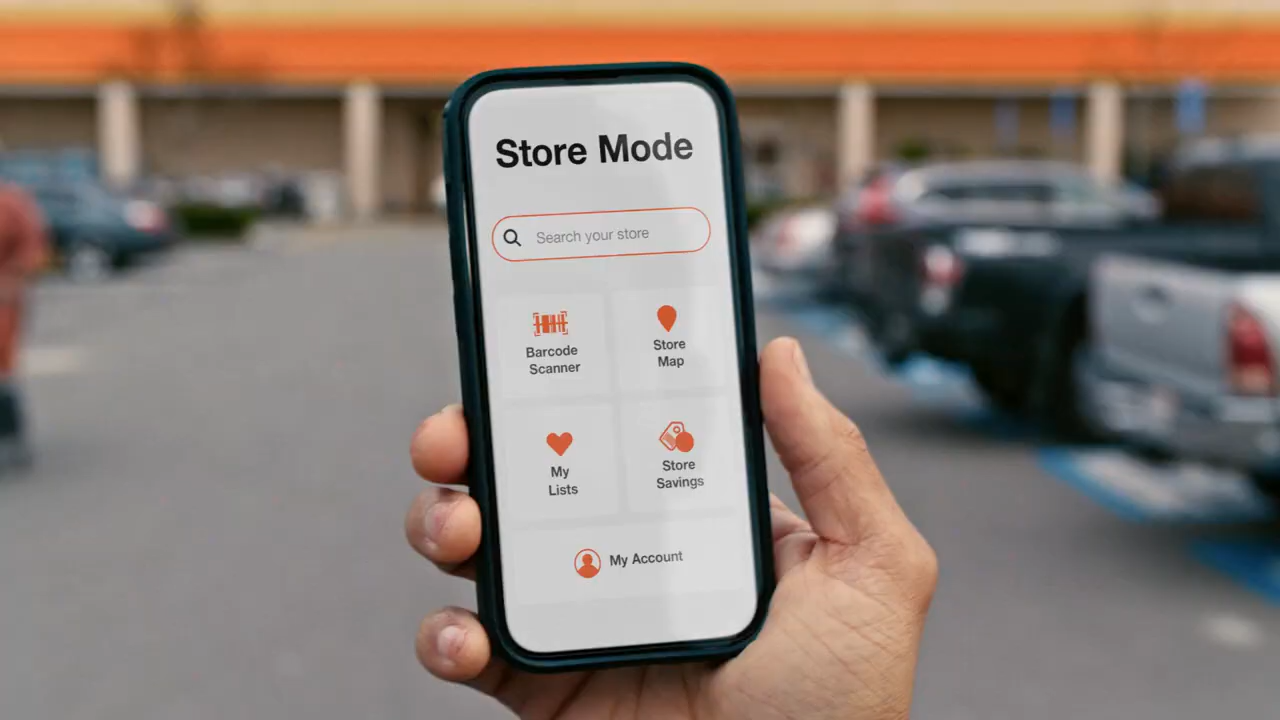 Store Mode
Search your store
Barcode
Scanner
Store
Map
My
Lists
Store
Savings
My Account